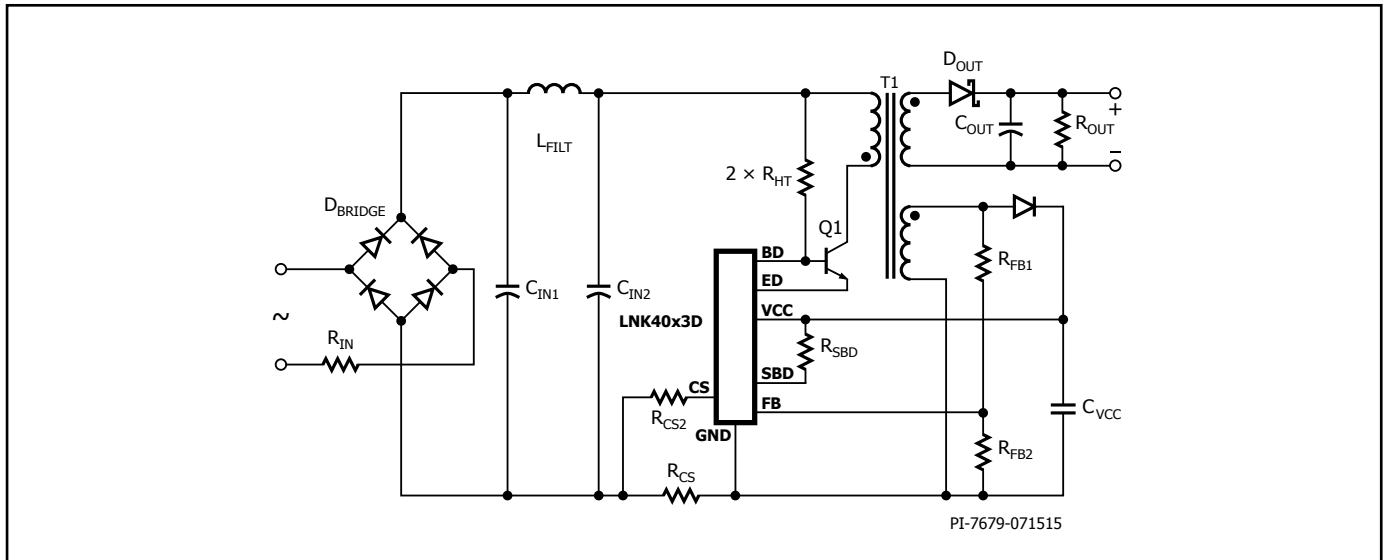 D_OUT
T1
C_OUT
R_OUT
+
−
L_FILT
2 × R_HT
D_BRIDGE
Q1
BD
ED
R_FB1
C_IN1
C_IN2
VCC
LNK40x3D
~
R_IN
R_SBD
SBD
CS
FB
C_VCC
R_CS2
GND
R_FB2
R_CS
PI-7679-071515